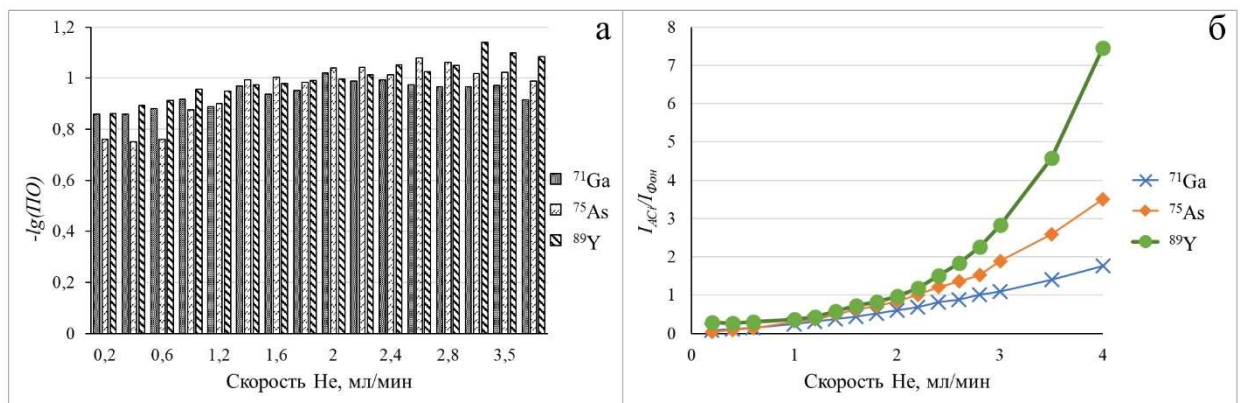 а
1,2
1
0,8
0,6
0,4
0,2
0
-lg(ПО)
0,2 0,6 1,2 1,6 2 2,4 2,8 3,5
Скорость He, мл/мин
⁷¹Ga
⁷⁵As
⁸⁹Y
б
8
7
6
5
4
3
2
1
0
I_ACi/I_Фон
0 1 2 3 4
Скорость He, мл/мин
⁷¹Ga
⁷⁵As
⁸⁹Y